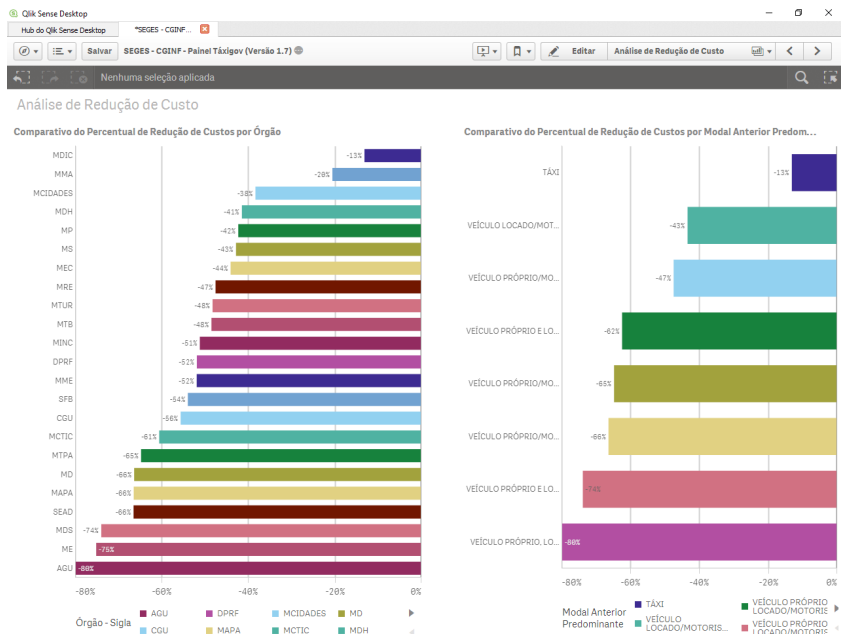 Qlik Sense Desktop
Hub do Qlik Sense Desktop
*SEGES - CGINF...
Salvar
SEGES - CGINF - Painel Táxigov (Versão 1.7)
Editar
Análise de Redução de Custo
Nenhuma seleção aplicada
Análise de Redução de Custo
Comparativo do Percentual de Redução de Custos por Órgão
MDIC -13%
MMA -20%
MCIDADES -38%
MDH -41%
MP -42%
MS -43%
MEC -44%
MRE -47%
MTUR -48%
MTB -48%
MINC -51%
DPRF -52%
MME -52%
SFB -54%
CGU -56%
MCTIC -61%
MTPA -65%
MD -66%
MAPA -66%
SEAD -66%
MDS -74%
ME -75%
AGU -80%
-80% -60% -40% -20% 0%
Órgão - Sigla
AGU DPRF MCIDADES MD
CGU MAPA MCTIC MDH
Comparativo do Percentual de Redução de Custos por Modal Anterior Predom...
TÁXI -13%
VEÍCULO LOCADO/MOT... -43%
VEÍCULO PRÓPRIO/MO... -47%
VEÍCULO PRÓPRIO E LO... -62%
VEÍCULO PRÓPRIO/MO... -65%
VEÍCULO PRÓPRIO/MO... -66%
VEÍCULO PRÓPRIO E LO... -74%
VEÍCULO PRÓPRIO, LO... -80%
-80% -60% -40% -20% 0%
Modal Anterior
Predominante
TÁXI
VEÍCULO
LOCADO/MOTORIS...
VEÍCULO PRÓPRIO
LOCADO/MOTORIS
VEÍCULO PRÓPRIO
LOCADO/MOTORIS